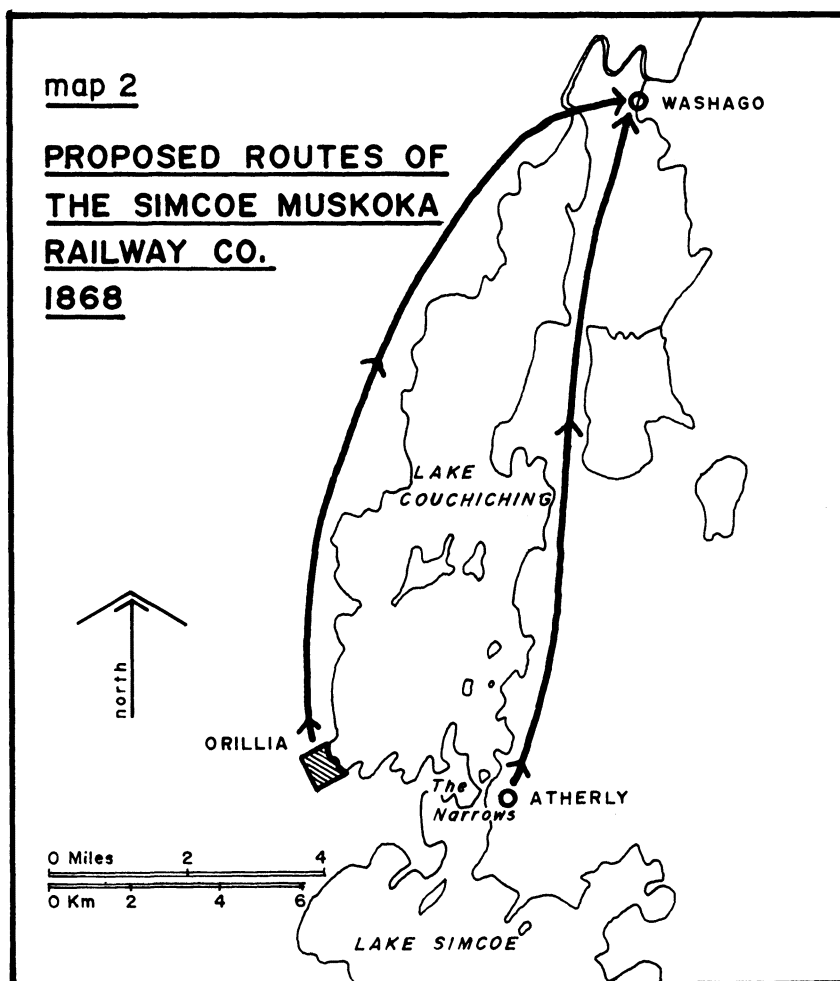 map 2
PROPOSED ROUTES OF
THE SIMCOE MUSKOKA
RAILWAY CO.
1868
WASHAGO
LAKE
COUCHICHING
north
ORILLIA
The
Narrows
ATHERLY
0 Miles 2 4
0 Km 2 4 6
LAKE SIMCOE